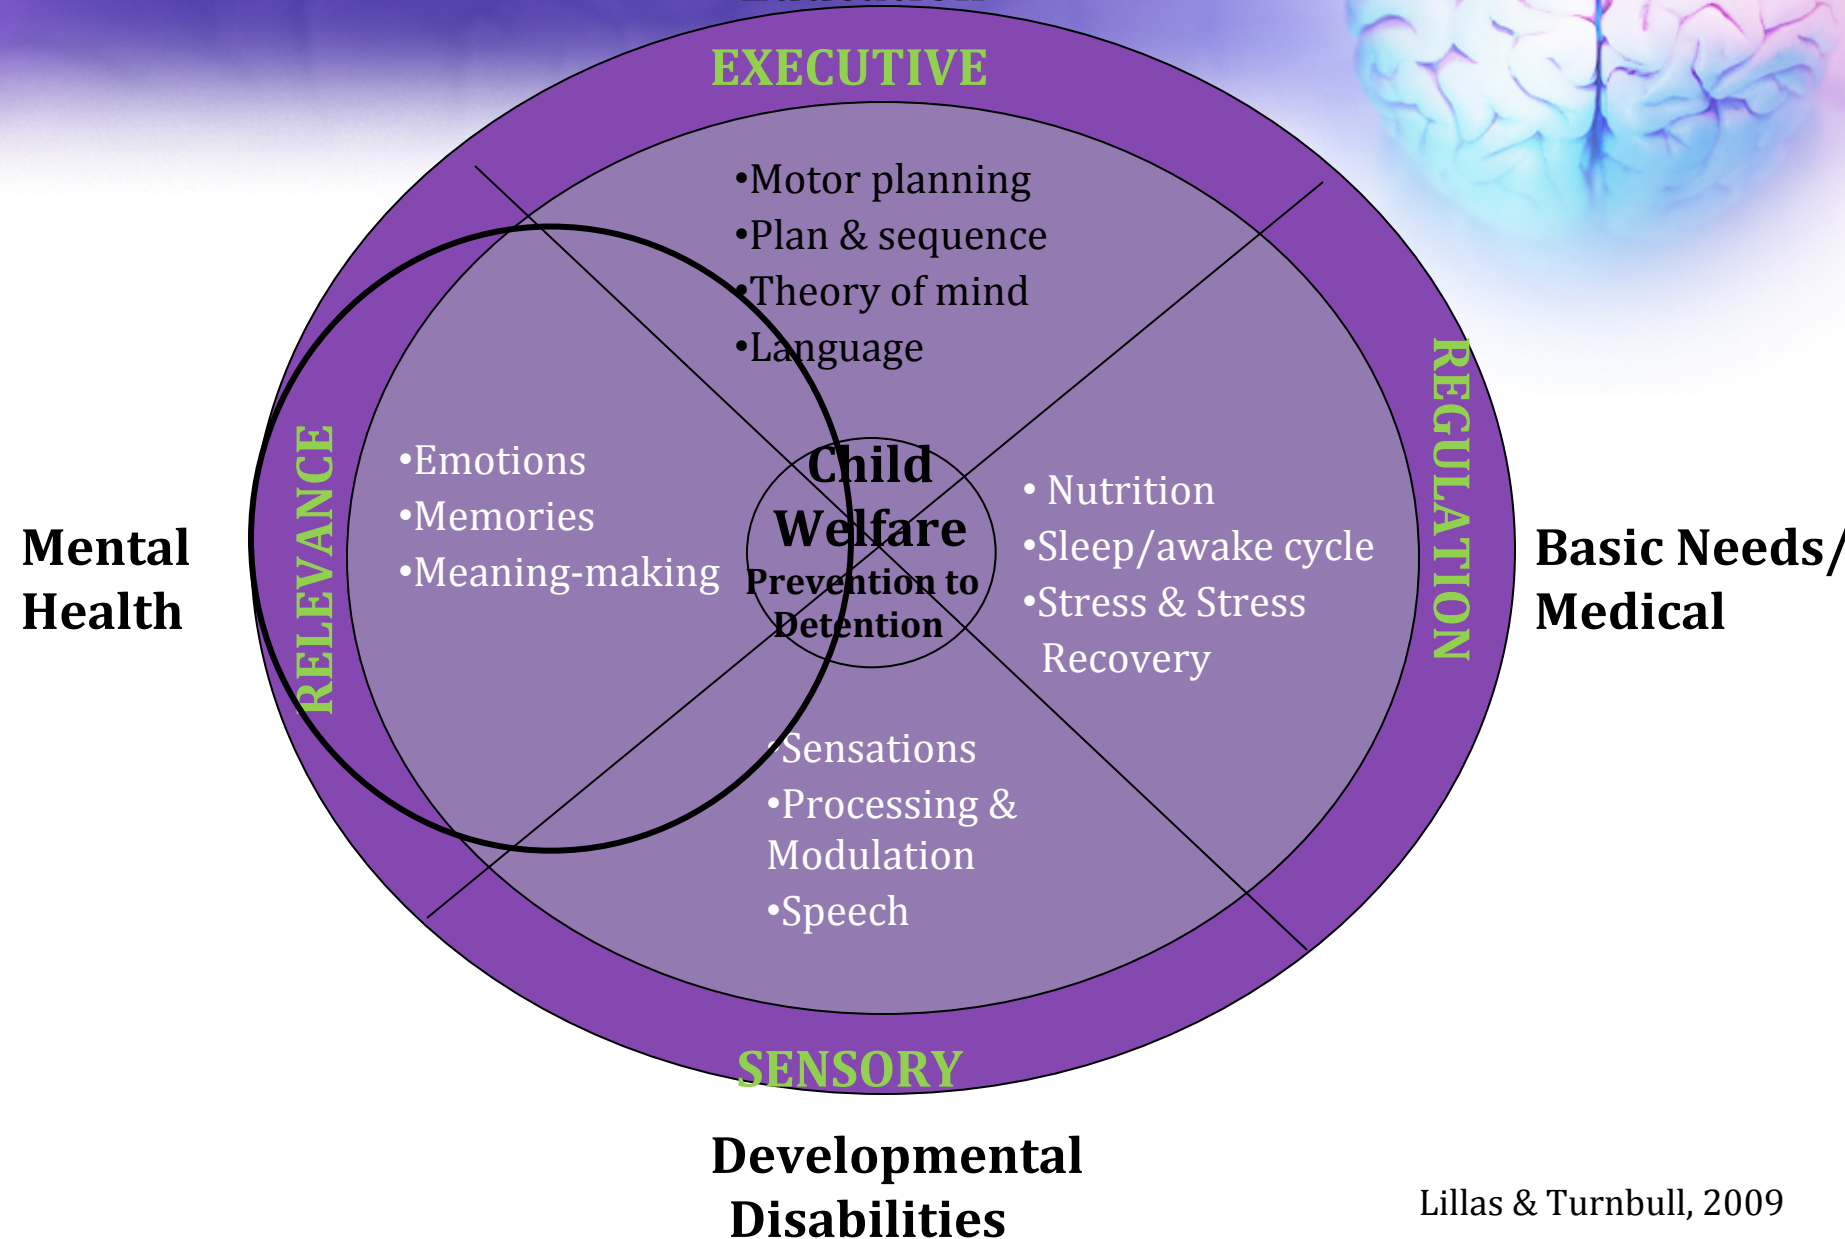 EXECUTIVE
•Motor planning
•Plan & sequence
•Theory of mind
•Language
RELEVANCE
•Emotions
•Memories
•Meaning-making
Child
Welfare
Prevention to
Detention
• Nutrition
•Sleep/awake cycle
•Stress & Stress
Recovery
REGULATION
Mental
Health
Basic Needs/
Medical
•Sensations
•Processing &
Modulation
•Speech
SENSORY
Developmental
Disabilities
Lillas & Turnbull, 2009